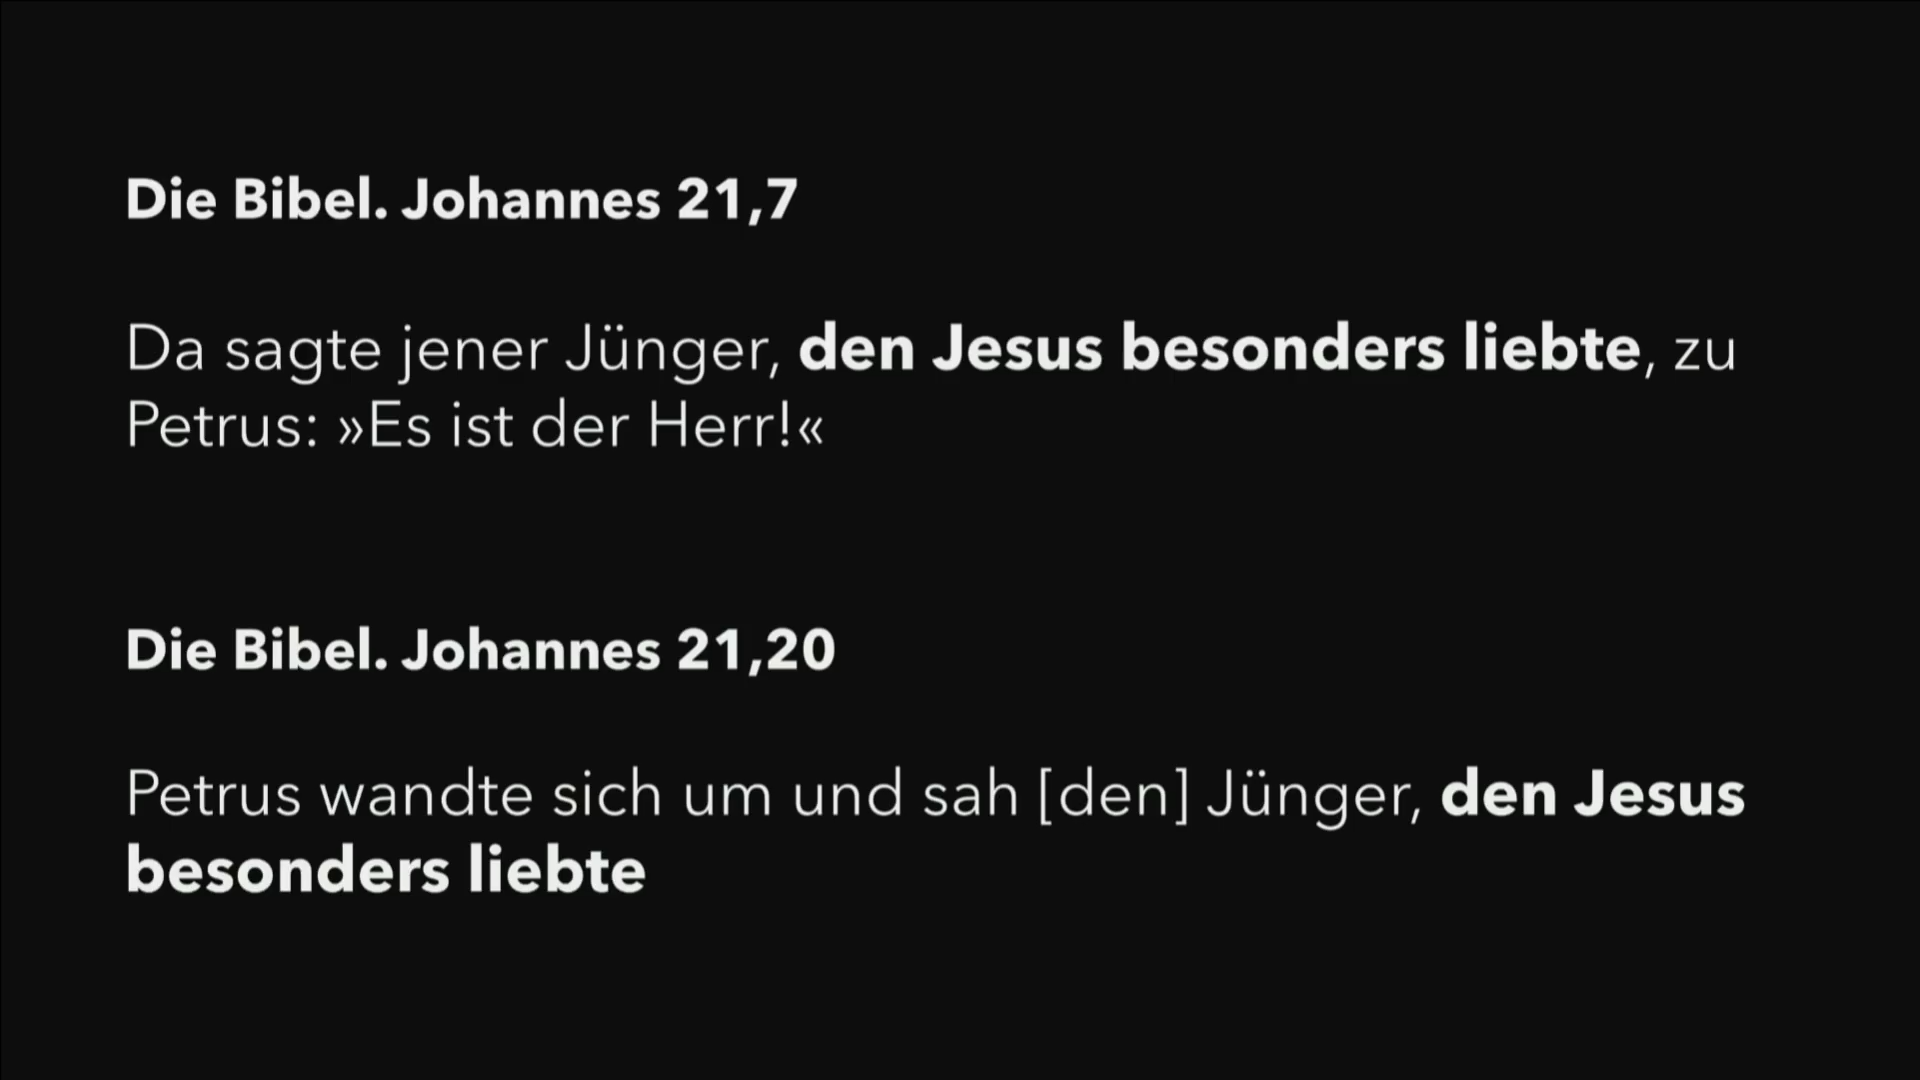 Die Bibel. Johannes 21,7
Da sagte jener Jünger, den Jesus besonders liebte, zu
Petrus: »Es ist der Herr!«
Die Bibel. Johannes 21,20
Petrus wandte sich um und sah [den] Jünger, den Jesus
besonders liebte